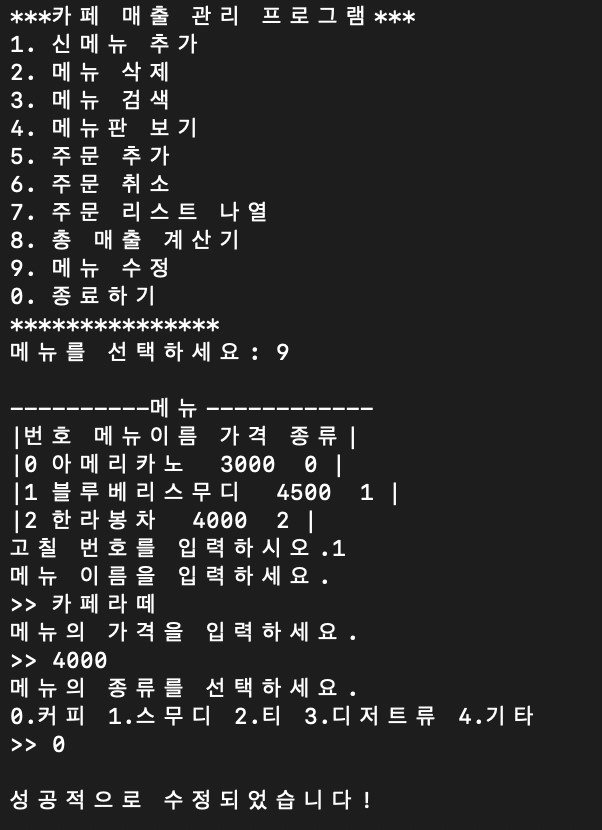 ***카페 매출 관리 프로그램***
1. 신메뉴 추가
2. 메뉴 삭제
3. 메뉴 검색
4. 메뉴판 보기
5. 주문 추가
6. 주문 취소
7. 주문 리스트 나열
8. 총 매출 계산기
9. 메뉴 수정
0. 종료하기
***************
메뉴를 선택하세요: 9
----------메뉴------------
|번호 메뉴이름 가격 종류|
|0 아메리카노  3000  0 |
|1 블루베리스무디  4500  1 |
|2 한라봉차  4000  2 |
고칠 번호를 입력하시오.1
메뉴 이름을 입력하세요.
>> 카페라떼
메뉴의 가격을 입력하세요.
>> 4000
메뉴의 종류를 선택하세요.
0.커피 1.스무디 2.티 3.디저트류 4.기타
>> 0
성공적으로 수정되었습니다!